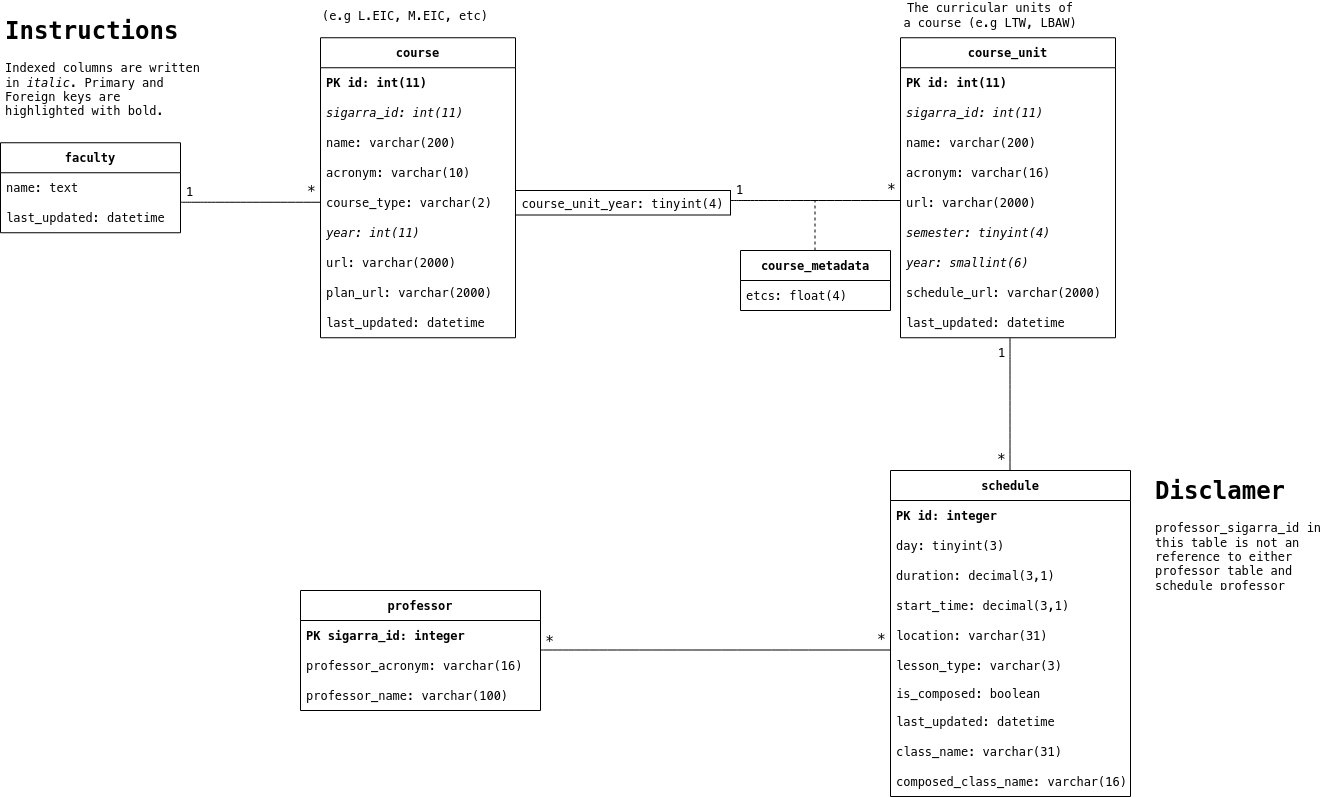 Instructions
Indexed columns are written
in italic. Primary and
Foreign keys are
highlighted with bold.
faculty
name: text
last_updated: datetime
1
*
(e.g L.EIC, M.EIC, etc)
course
PK id: int(11)
sigarra_id: int(11)
name: varchar(200)
acronym: varchar(10)
course_type: varchar(2)
year: int(11)
url: varchar(2000)
plan_url: varchar(2000)
last_updated: datetime
course_unit_year: tinyint(4)
1
*
course_metadata
etcs: float(4)
The curricular units of
a course (e.g LTW, LBAW)
course_unit
PK id: int(11)
sigarra_id: int(11)
name: varchar(200)
acronym: varchar(16)
url: varchar(2000)
semester: tinyint(4)
year: smallint(6)
schedule_url: varchar(2000)
last_updated: datetime
1
*
schedule
PK id: integer
day: tinyint(3)
duration: decimal(3,1)
start_time: decimal(3,1)
location: varchar(31)
lesson_type: varchar(3)
is_composed: boolean
last_updated: datetime
class_name: varchar(31)
composed_class_name: varchar(16)
professor
PK sigarra_id: integer
professor_acronym: varchar(16)
professor_name: varchar(100)
*
*
Disclamer
professor_sigarra_id in
this table is not an
reference to either
professor table and
schedule professor